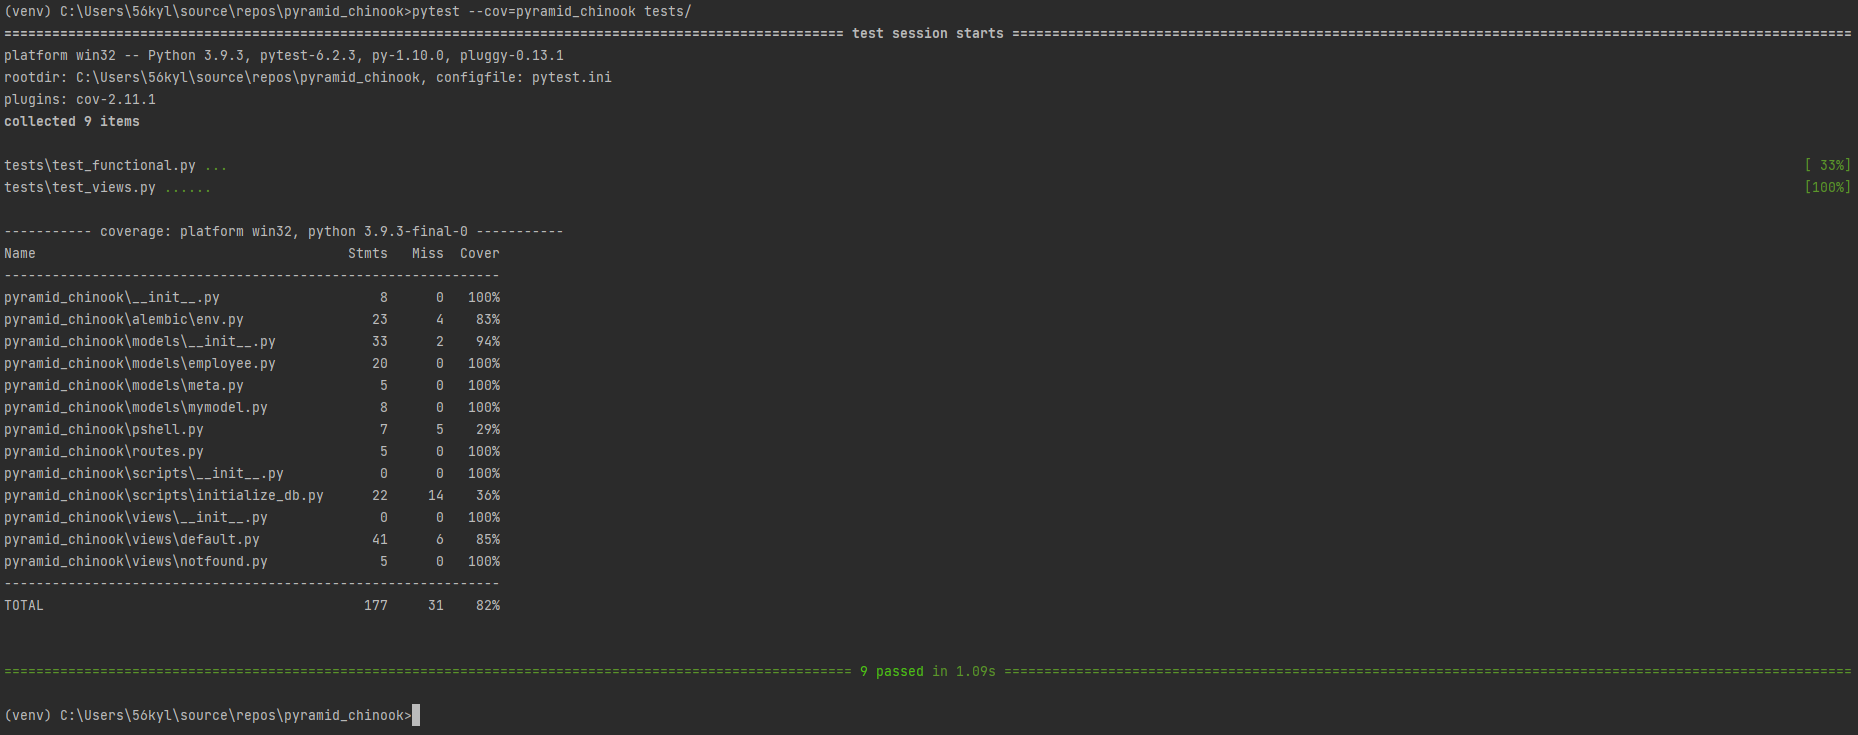 (venv) C:\Users\56kyl\source\repos\pyramid_chinook>pytest --cov=pyramid_chinook tests/
========================================================================================================= test session starts =========================================================================================================
platform win32 -- Python 3.9.3, pytest-6.2.3, py-1.10.0, pluggy-0.13.1
rootdir: C:\Users\56kyl\source\repos\pyramid_chinook, configfile: pytest.ini
plugins: cov-2.11.1
collected 9 items
tests\test_functional.py ... [ 33%]
tests\test_views.py ...... [100%]
----------- coverage: platform win32, python 3.9.3-final-0 -----------
Name                                       Stmts   Miss  Cover
--------------------------------------------------------------
pyramid_chinook\__init__.py                    8      0   100%
pyramid_chinook\alembic\env.py                23      4    83%
pyramid_chinook\models\__init__.py            33      2    94%
pyramid_chinook\models\employee.py            20      0   100%
pyramid_chinook\models\meta.py                 5      0   100%
pyramid_chinook\models\mymodel.py              8      0   100%
pyramid_chinook\pshell.py                      7      5    29%
pyramid_chinook\routes.py                      5      0   100%
pyramid_chinook\scripts\__init__.py            0      0   100%
pyramid_chinook\scripts\initialize_db.py      22     14    36%
pyramid_chinook\views\__init__.py              0      0   100%
pyramid_chinook\views\default.py              41      6    85%
pyramid_chinook\views\notfound.py              5      0   100%
--------------------------------------------------------------
TOTAL                                        177     31    82%
========================================================================================================== 9 passed in 1.09s ==========================================================================================================
(venv) C:\Users\56kyl\source\repos\pyramid_chinook>